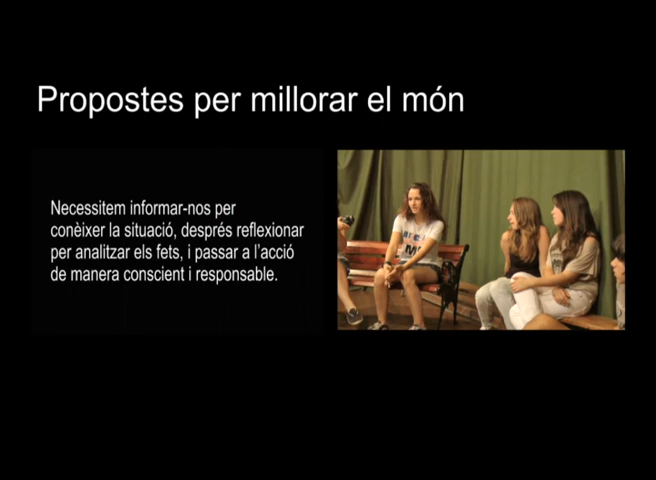 Propostes per millorar el món
Necessitem informar-nos per
conèixer la situació, després reflexionar
per analitzar els fets, i passar a l'acció
de manera conscient i responsable.